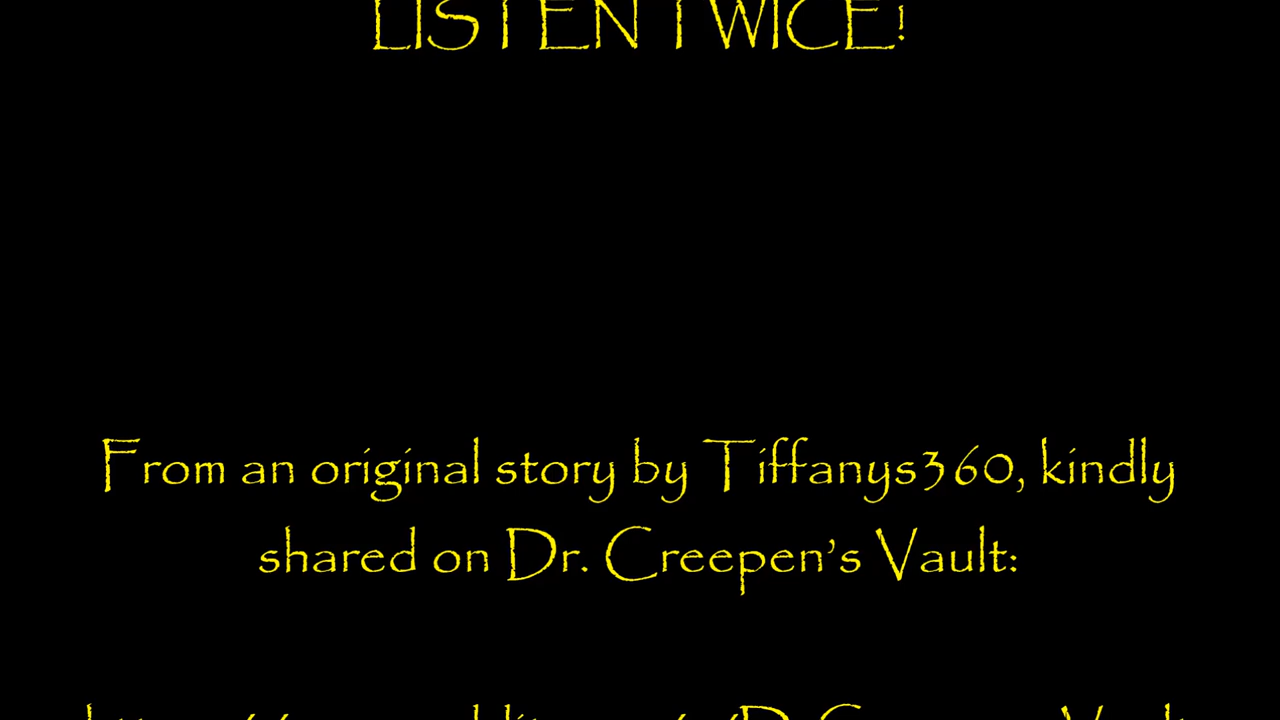 LISTEN TWICE!
From an original story by Tiffanys360, kindly
shared on Dr. Creepen's Vault: